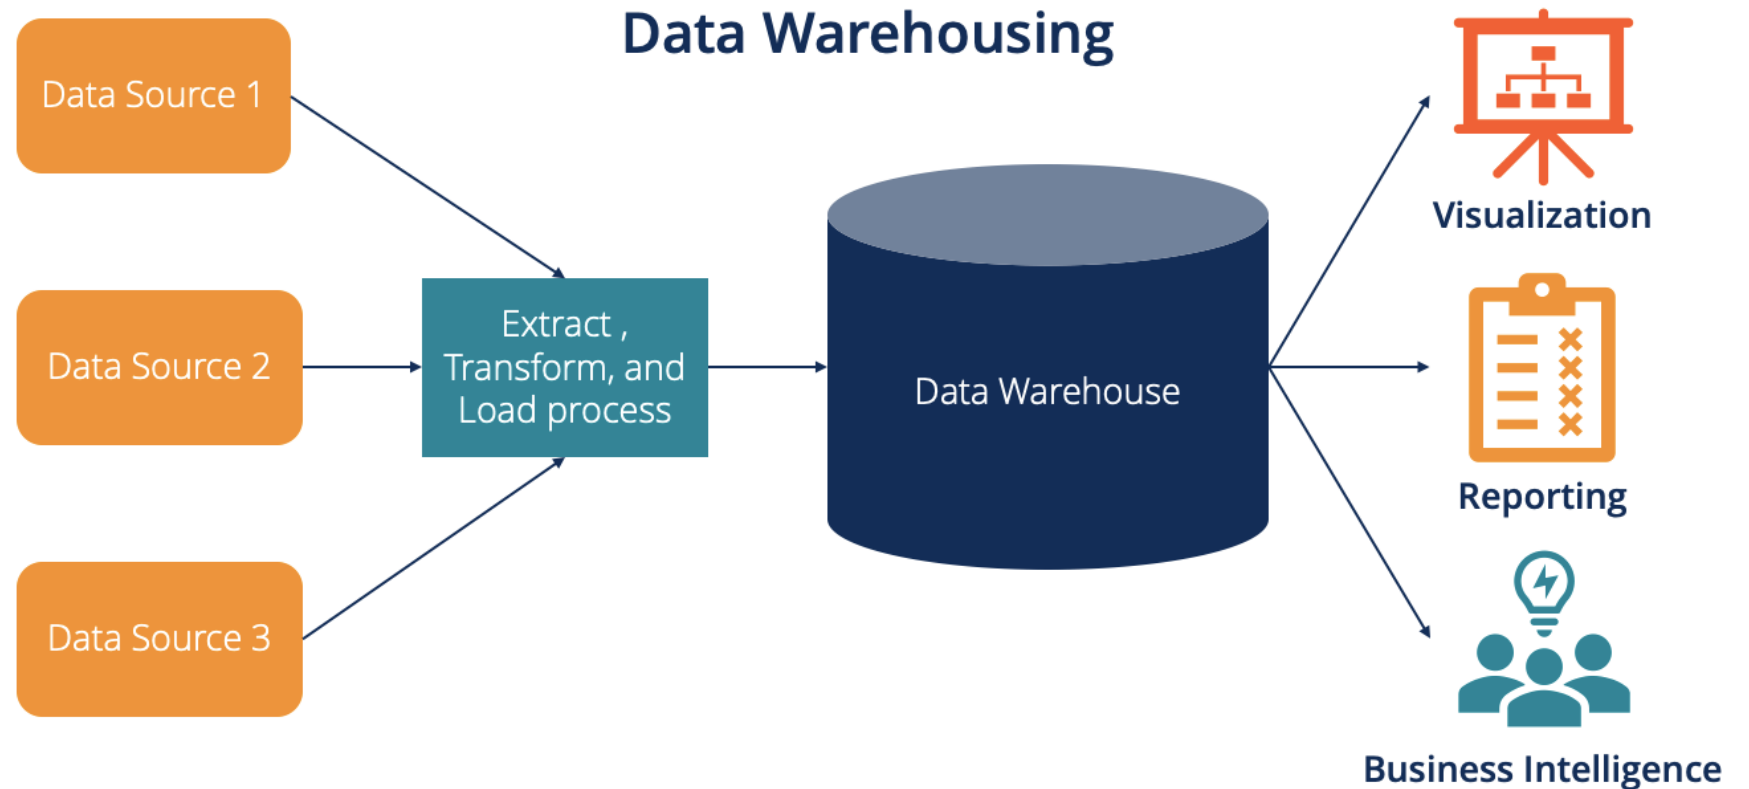 Data Warehousing
Data Source 1
Data Source 2
Data Source 3
Extract ,
Transform, and
Load process
Data Warehouse
Visualization
Reporting
Business Intelligence